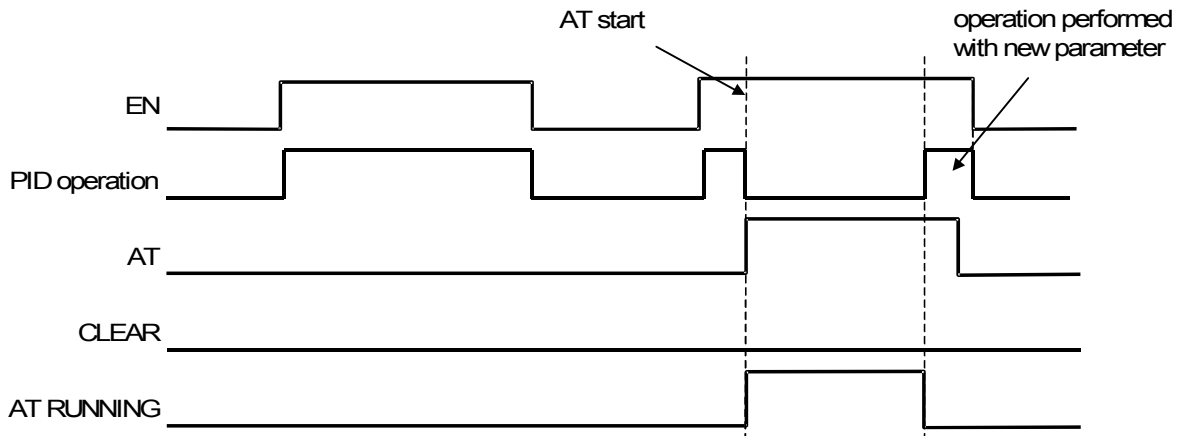 AT start
operation performed
with new parameter
EN
PID operation
AT
CLEAR
AT RUNNING